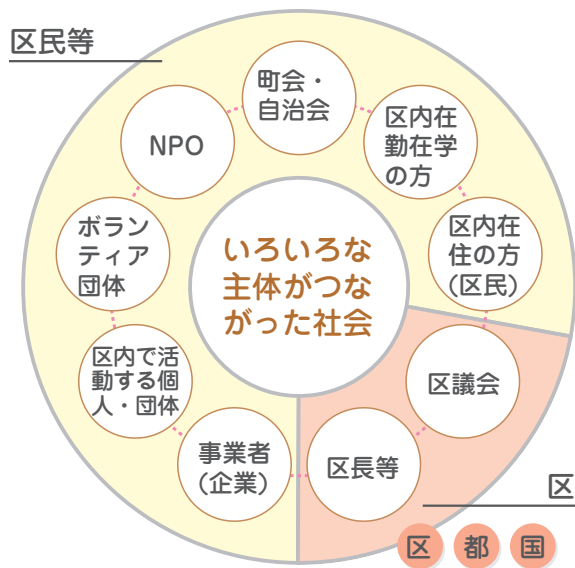 区民等
町会・
自治会
区内在
勤在学
の方
区内在
住の方
(区民)
区議会
区長等
事業者
(企業)
区内で活
動する個
人・団体
ボラン
ティア
団体
NPO
いろいろな
主体がつな
がった社会
区
区 都 国